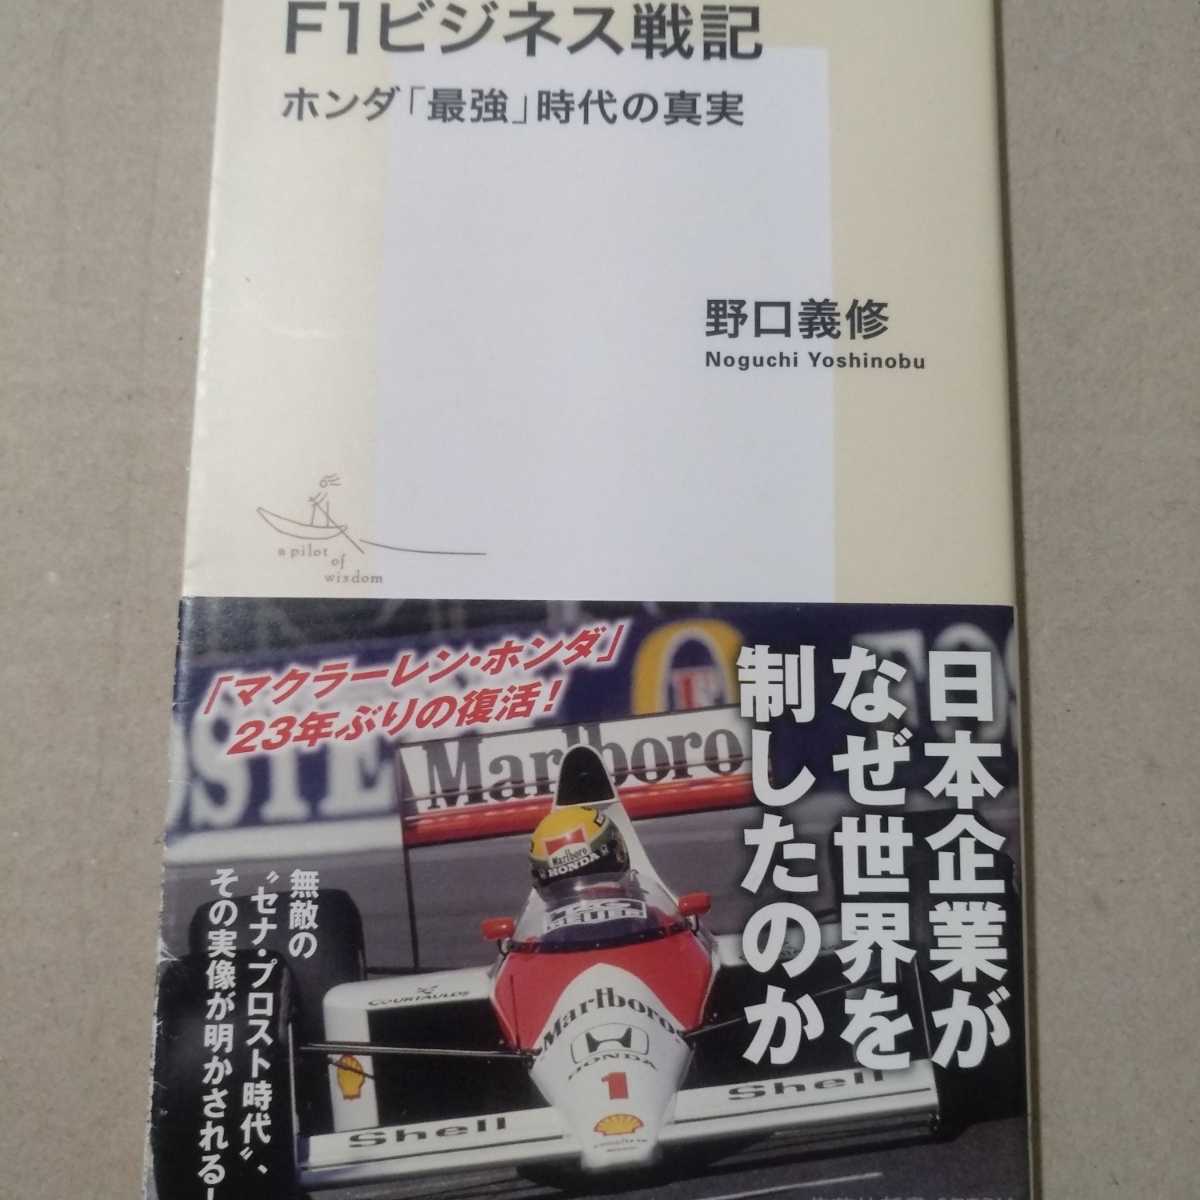 F1ビジネス戦記
ホンダ「最強」時代の真実
野口義修
Noguchi Yoshinobu
a pilot
of
wisdom
「マクラーレン・ホンダ」
23年ぶりの復活!
日本企業が
なぜ世界を
制したのか
無敵の
〝セナ・プロスト時代〟、
その実像が明かされる!
Marlboro
Marlboro
HONDA
TAG
HEUER
COURTAULDS
Marlboro
HONDA
1
Shell
Shell